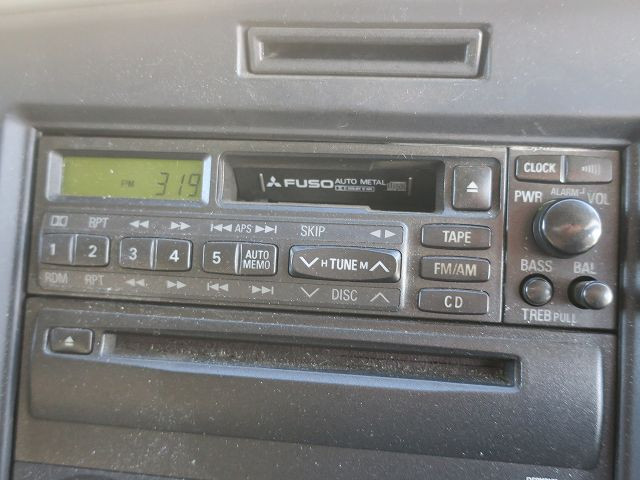 PM 3:19
FUSO AUTO METAL
CLOCK
PWR ALARM VOL
RPT ◀◀ ▶▶ I◀◀ APS ▶▶I SKIP ◀ ▶
1 2 3 4 5 AUTO MEMO
H TUNE M
RDM RPT ◀◀ ▶▶ I◀◀ ▶▶I DISC
TAPE
FM/AM
CD
BASS BAL
TREB PULL